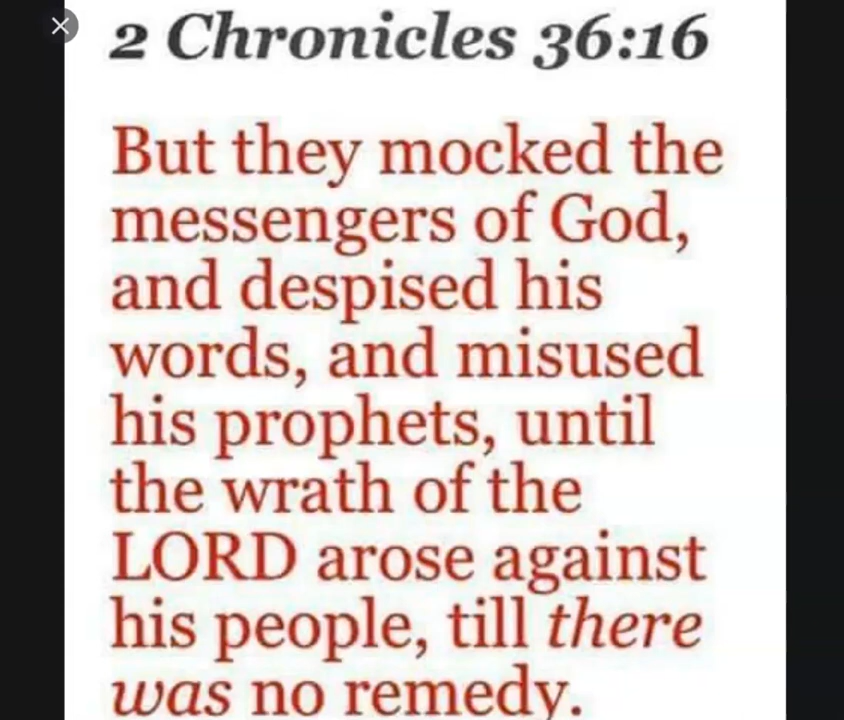 2 Chronicles 36:16
But they mocked the
messengers of God,
and despised his
words, and misused
his prophets, until
the wrath of the
LORD arose against
his people, till there
was no remedy.